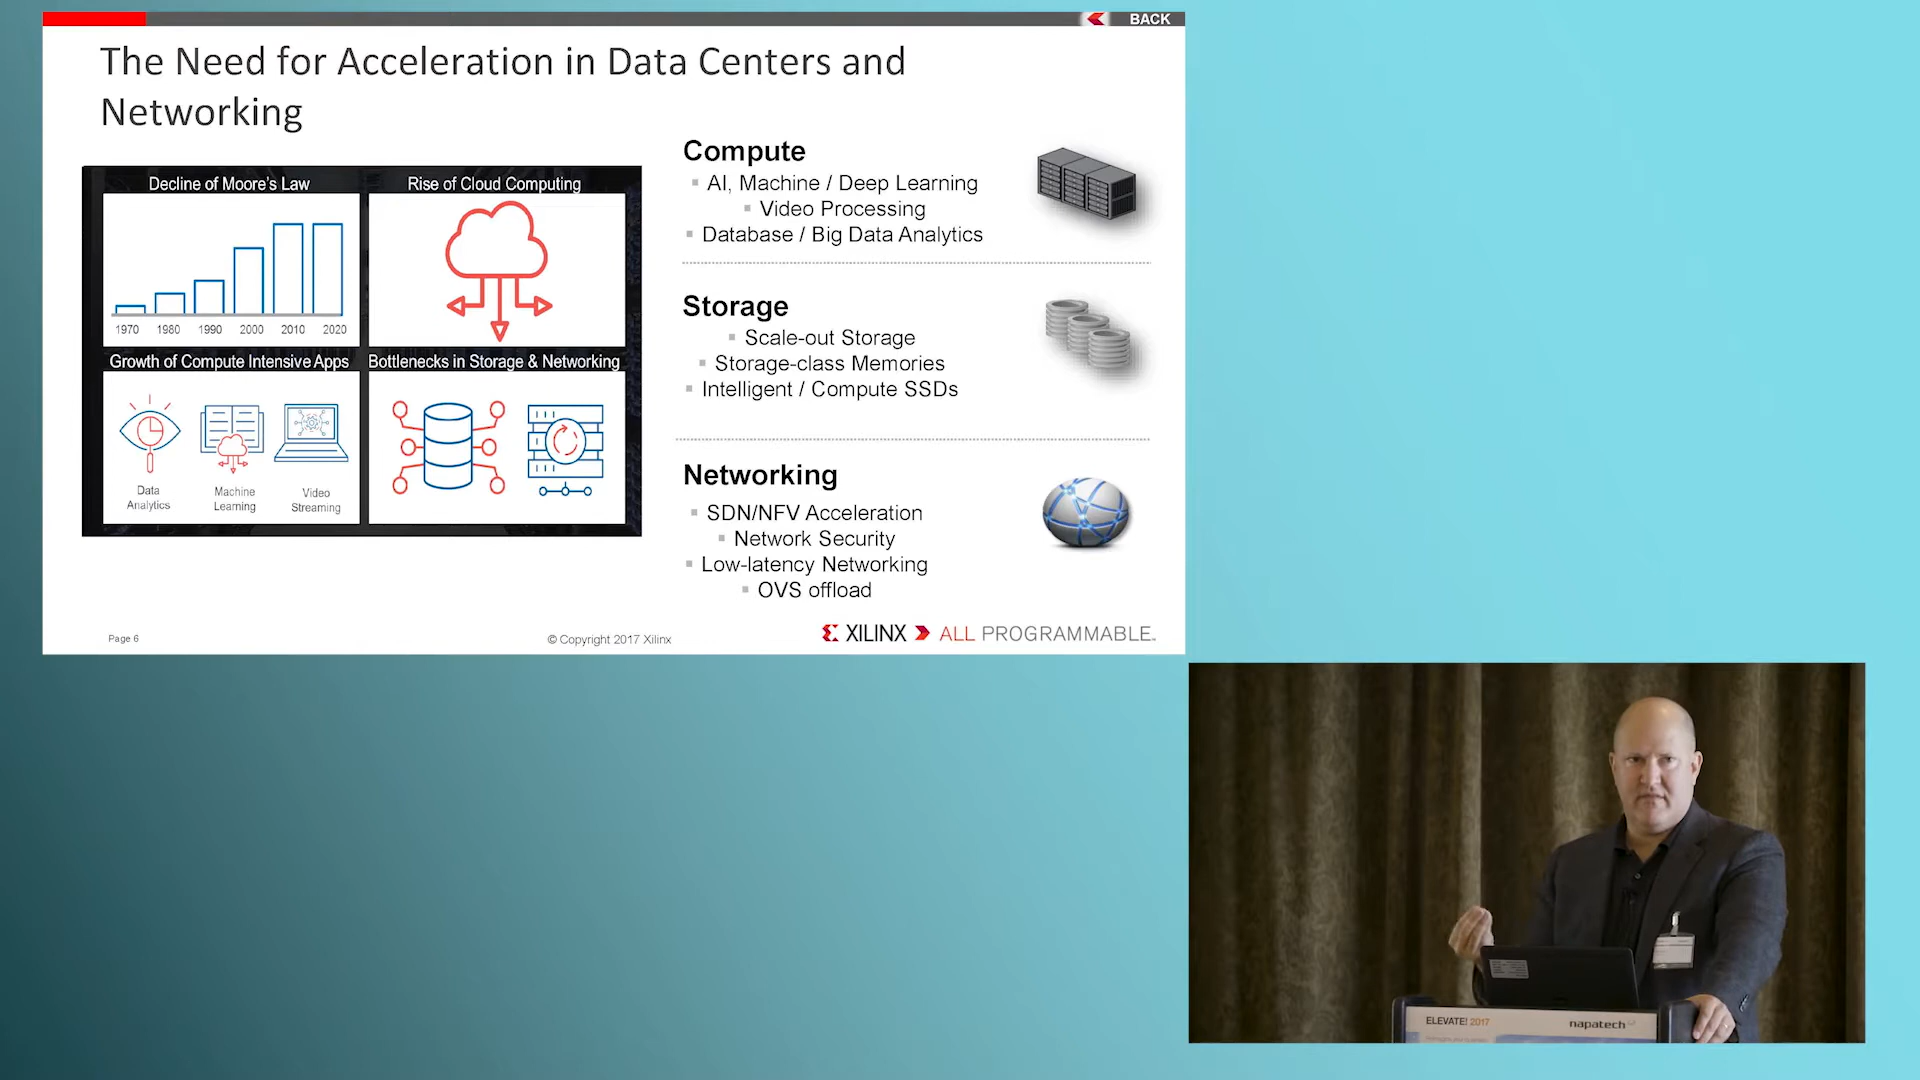 BACK
The Need for Acceleration in Data Centers and
Networking
Decline of Moore's Law
1970 1980 1990 2000 2010 2020
Rise of Cloud Computing
Growth of Compute Intensive Apps
Data
Analytics
Machine
Learning
Video
Streaming
Bottlenecks in Storage & Networking
Compute
AI, Machine / Deep Learning
Video Processing
Database / Big Data Analytics
Storage
Scale-out Storage
Storage-class Memories
Intelligent / Compute SSDs
Networking
SDN/NFV Acceleration
Network Security
Low-latency Networking
OVS offload
Page 6
© Copyright 2017 Xilinx
XILINX ALL PROGRAMMABLE.
ELEVATE! 2017
napatech